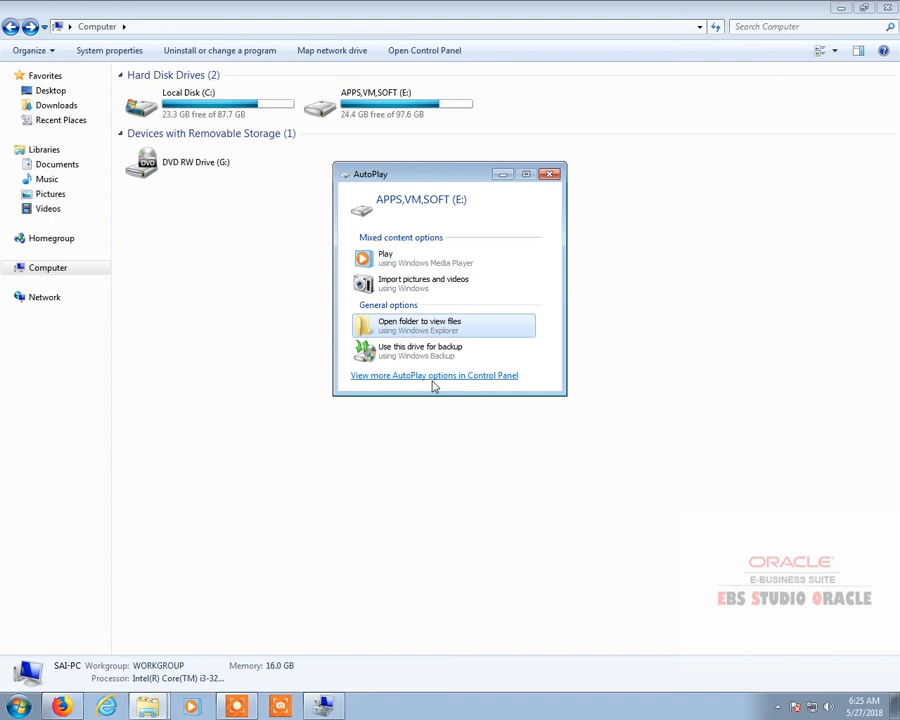 Computer
Search Computer
Organize
System properties
Uninstall or change a program
Map network drive
Open Control Panel
Favorites
Desktop
Downloads
Recent Places
Libraries
Documents
Music
Pictures
Videos
Homegroup
Computer
Network
Hard Disk Drives (2)
Local Disk (C:)
23.3 GB free of 87.7 GB
APPS,VM,SOFT (E:)
24.4 GB free of 97.6 GB
Devices with Removable Storage (1)
DVD
DVD RW Drive (G:)
AutoPlay
APPS,VM,SOFT (E:)
Mixed content options
Play
using Windows Media Player
Import pictures and videos
using Windows
General options
Open folder to view files
using Windows Explorer
Use this drive for backup
using Windows Backup
View more AutoPlay options in Control Panel
ORACLE
E-BUSINESS SUITE
EBS STUDIO ORACLE
SAI-PC Workgroup: WORKGROUP Memory: 16.0 GB
Processor: Intel(R) Core(TM) i3-32...
6:25 AM
5/27/2018